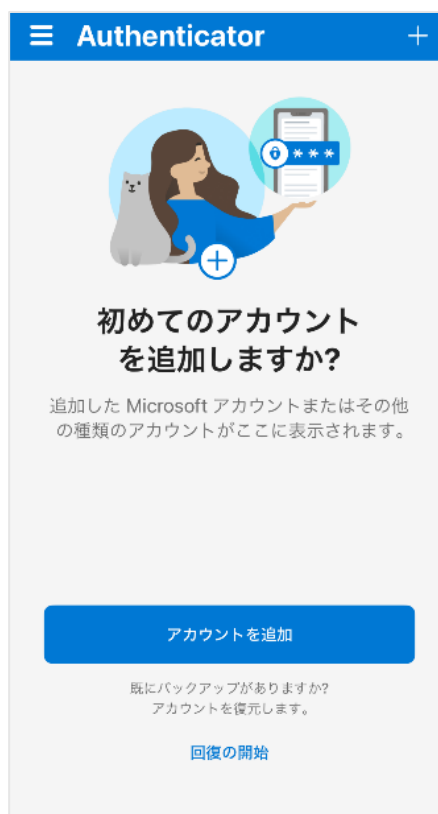 Authenticator
***
初めてのアカウント
を追加しますか?
追加した Microsoft アカウントまたはその他
の種類のアカウントがここに表示されます。
アカウントを追加
既にバックアップがありますか?
アカウントを復元します。
回復の開始